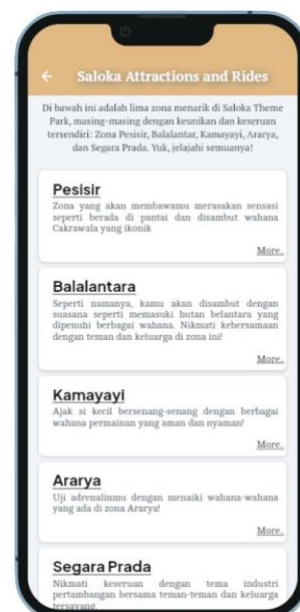 Saloka Attractions and Rides
Di bawah ini adalah lima zona menarik di Saloka Theme
Park, masing-masing dengan keunikan dan keseruan
tersendiri: Zona Pesisir, Balalantar, Kamayayi, Ararya,
dan Segara Prada. Yuk, jelajahi semuanya!
Pesisir
Zona yang akan membawamu merasakan sensasi
seperti berada di pantai dan disambut wahana
Cakrawala yang ikonik
More..
Balalantara
Seperti namanya, kamu akan disambut dengan
suasana seperti memasuki hutan belantara yang
dipenuhi berbagai wahana. Nikmati kebersamaan
dengan teman dan keluarga di zona ini!
More..
Kamayayi
Ajak si kecil bersenang-senang dengan berbagai
wahana permainan yang aman dan nyaman!
More..
Ararya
Uji adrenalinmu dengan menaiki wahana-wahana
yang ada di zona Ararya!
More..
Segara Prada
Nikmati keseruan dengan tema industri
pertambangan bersama teman-teman dan keluarga
tersayang.